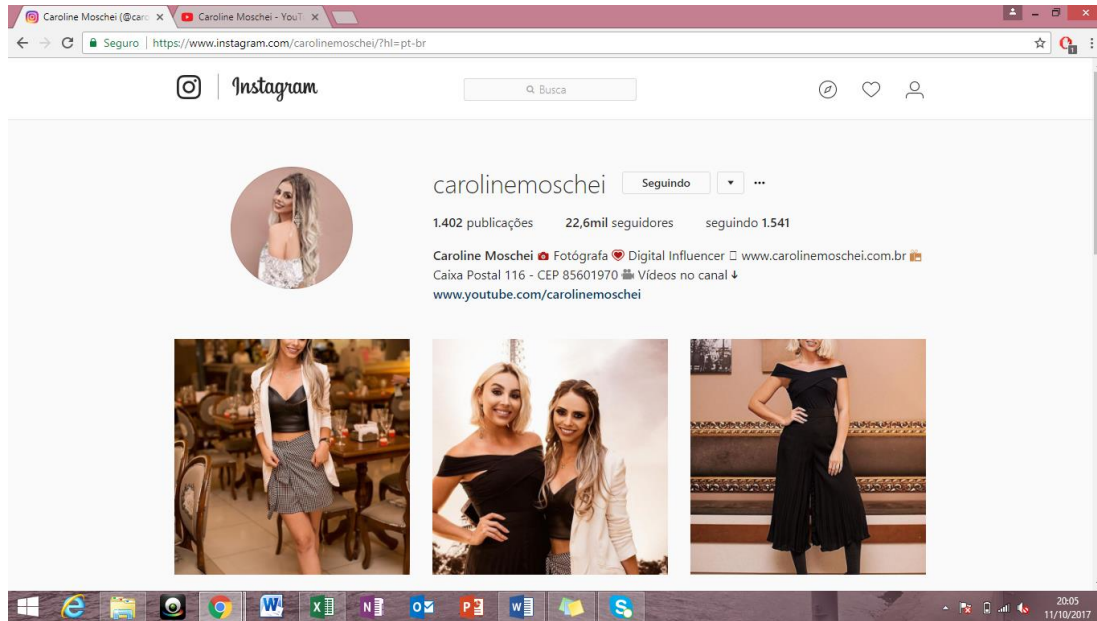 Caroline Moschei (@caro
Caroline Moschei - YouT
Seguro
https://www.instagram.com/carolinemoschei/?hl=pt-br
Instagram
Busca
carolinemoschei Seguindo
1.402 publicações 22,6mil seguidores seguindo 1.541
Caroline Moschei Fotógrafa Digital Influencer www.carolinemoschei.com.br
Caixa Postal 116 - CEP 85601970 Vídeos no canal ↓
www.youtube.com/carolinemoschei
20:05
11/10/2017